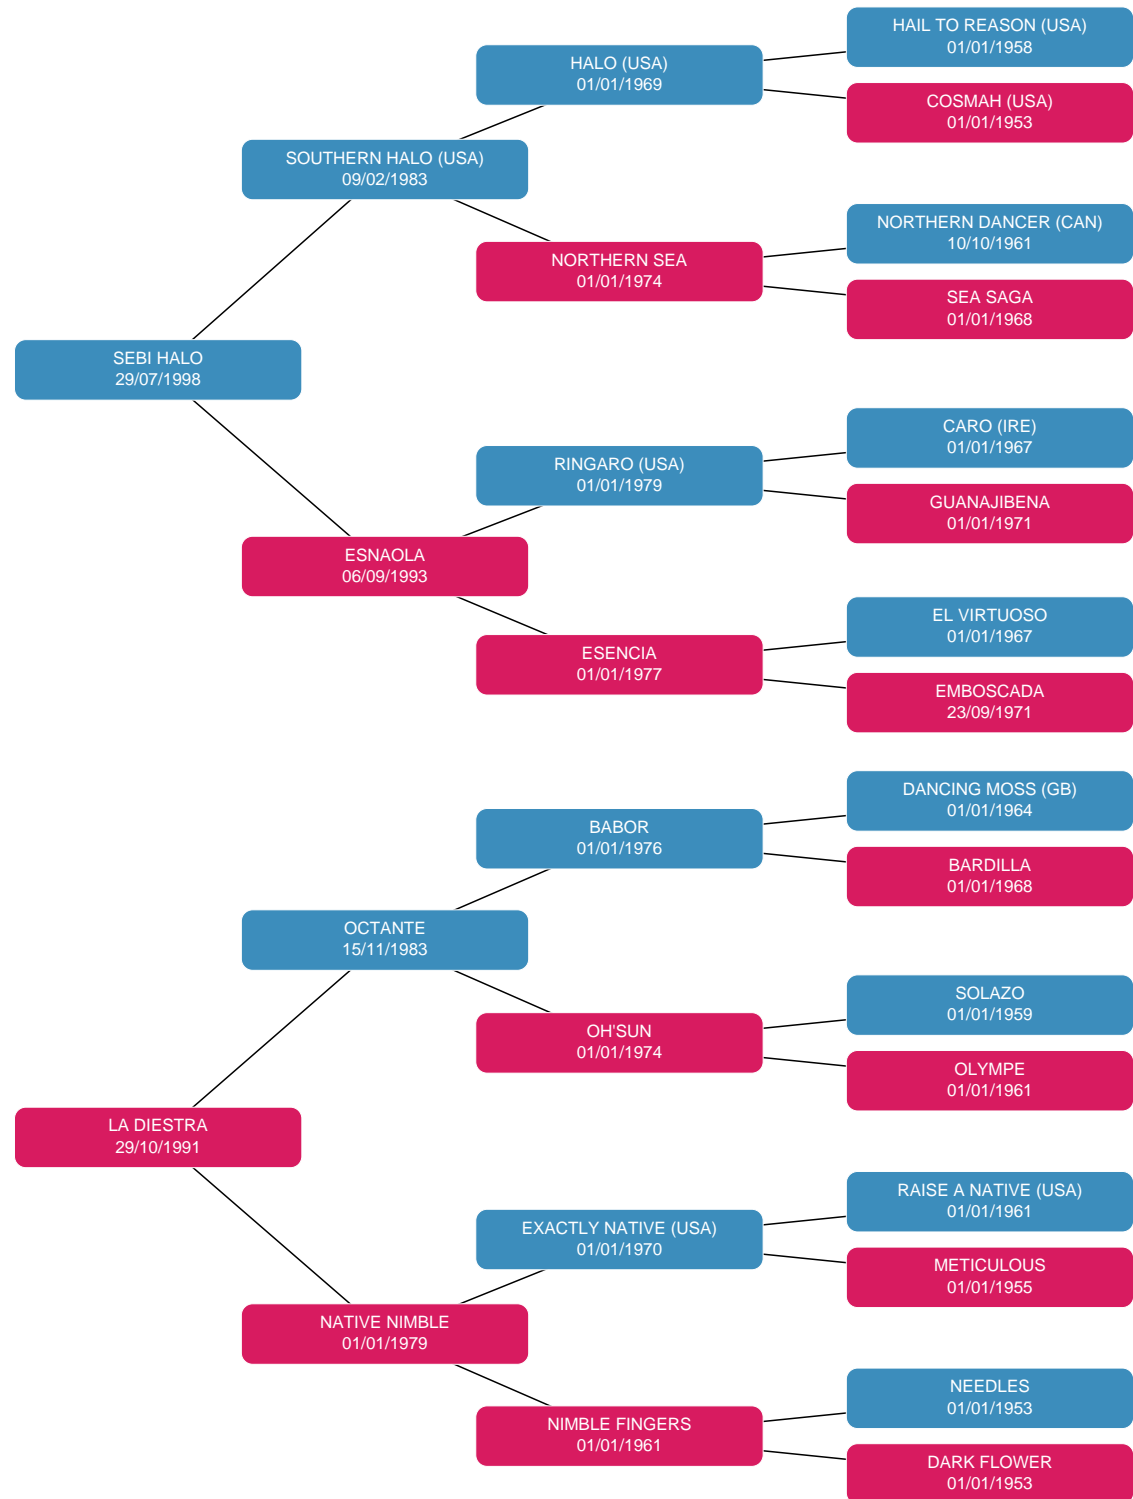 HAIL TO REASON (USA)
01/01/1958
HALO (USA)
01/01/1969
COSMAH (USA)
01/01/1953
SOUTHERN HALO (USA)
09/02/1983
NORTHERN DANCER (CAN)
10/10/1961
NORTHERN SEA
01/01/1974
SEA SAGA
01/01/1968
SEBI HALO
29/07/1998
CARO (IRE)
01/01/1967
RINGARO (USA)
01/01/1979
GUANAJIBENA
01/01/1971
ESNAOLA
06/09/1993
EL VIRTUOSO
01/01/1967
ESENCIA
01/01/1977
EMBOSCADA
23/09/1971
DANCING MOSS (GB)
01/01/1964
BABOR
01/01/1976
BARDILLA
01/01/1968
OCTANTE
15/11/1983
SOLAZO
01/01/1959
OH'SUN
01/01/1974
OLYMPE
01/01/1961
LA DIESTRA
29/10/1991
RAISE A NATIVE (USA)
01/01/1961
EXACTLY NATIVE (USA)
01/01/1970
METICULOUS
01/01/1955
NATIVE NIMBLE
01/01/1979
NEEDLES
01/01/1953
NIMBLE FINGERS
01/01/1961
DARK FLOWER
01/01/1953